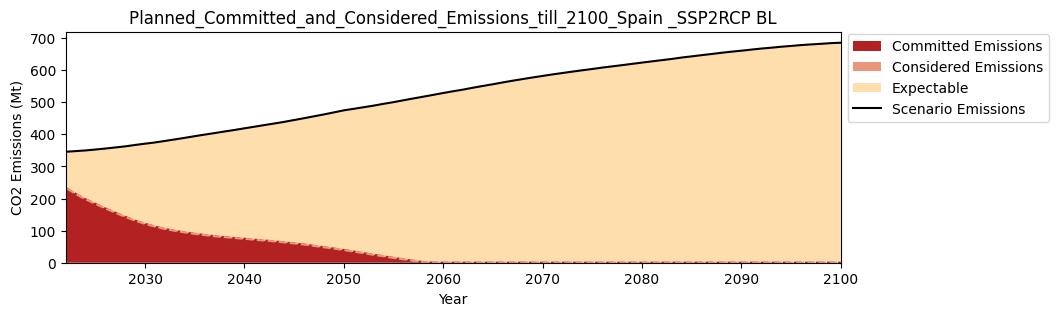 Planned_Committed_and_Considered_Emissions_till_2100_Spain _SSP2RCP BL
700
600
500
400
300
200
100
0
CO2 Emissions (Mt)
2030 2040 2050 2060 2070 2080 2090 2100
Year
Committed Emissions
Considered Emissions
Expectable
Scenario Emissions